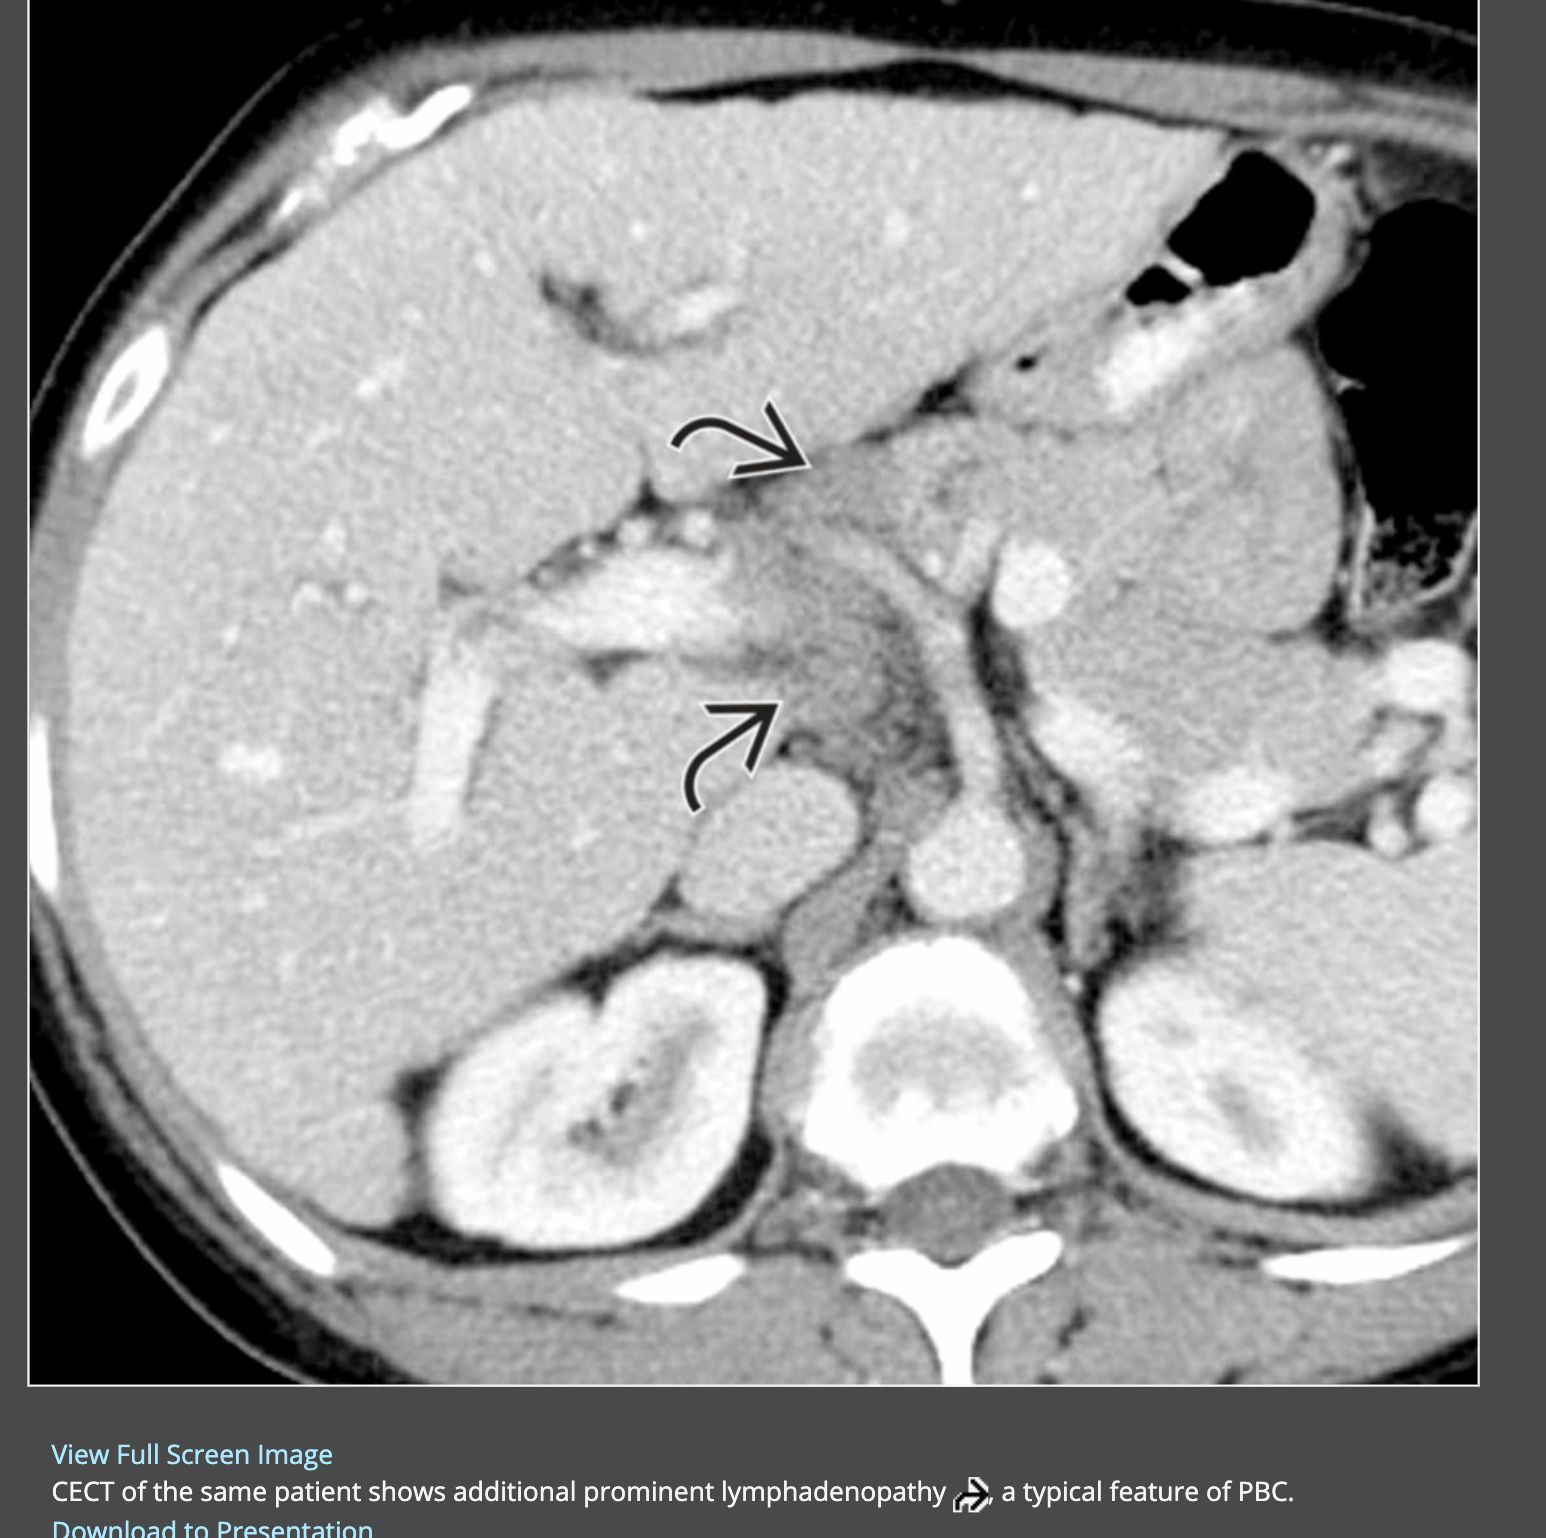 View Full Screen Image
CECT of the same patient shows additional prominent lymphadenopathy , a typical feature of PBC.
Download to Presentation